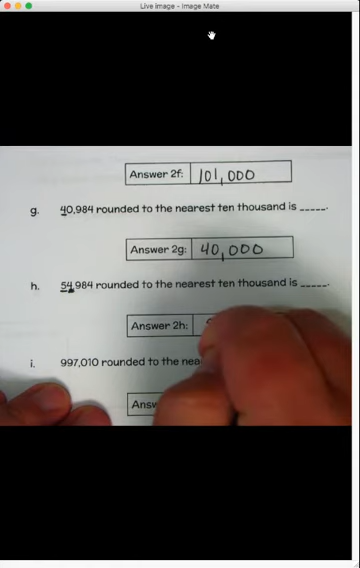 Live image - Image Mate
Answer 2f: 101,000
g. 40,984 rounded to the nearest ten thousand is _____.
Answer 2g: 40,000
h. 54,984 rounded to the nearest ten thousand is _____.
Answer 2h:
i. 997,010 rounded to the nea
Answ